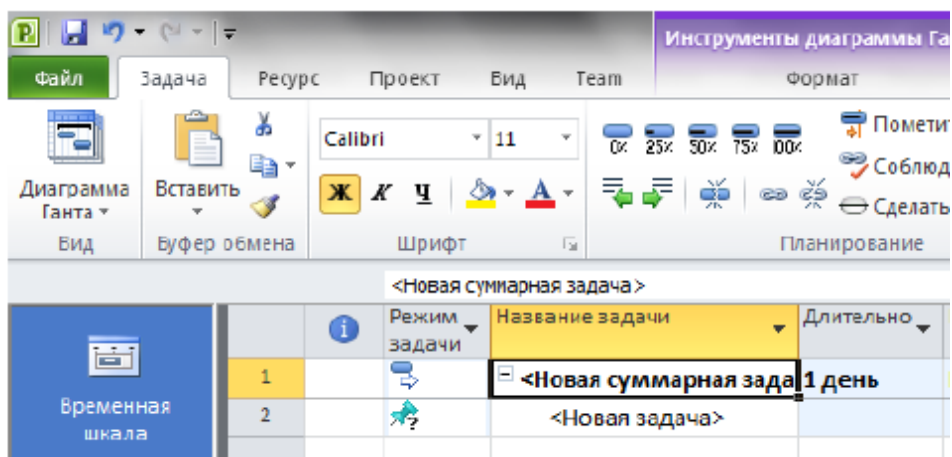 Инструменты диаграммы Га
Файл Задача Ресурс Проект Вид Team Формат
Calibri 11
0% 25% 50% 75% 100%
Пометит
Соблюд
Сделать
Диаграмма Ганта
Вставить
Ж К Ч
Вид Буфер обмена Шрифт Планирование
<Новая суммарная задача>
Режим задачи Название задачи Длительно
1 <Новая суммарная зада 1 день
2 <Новая задача>
Временная шкала